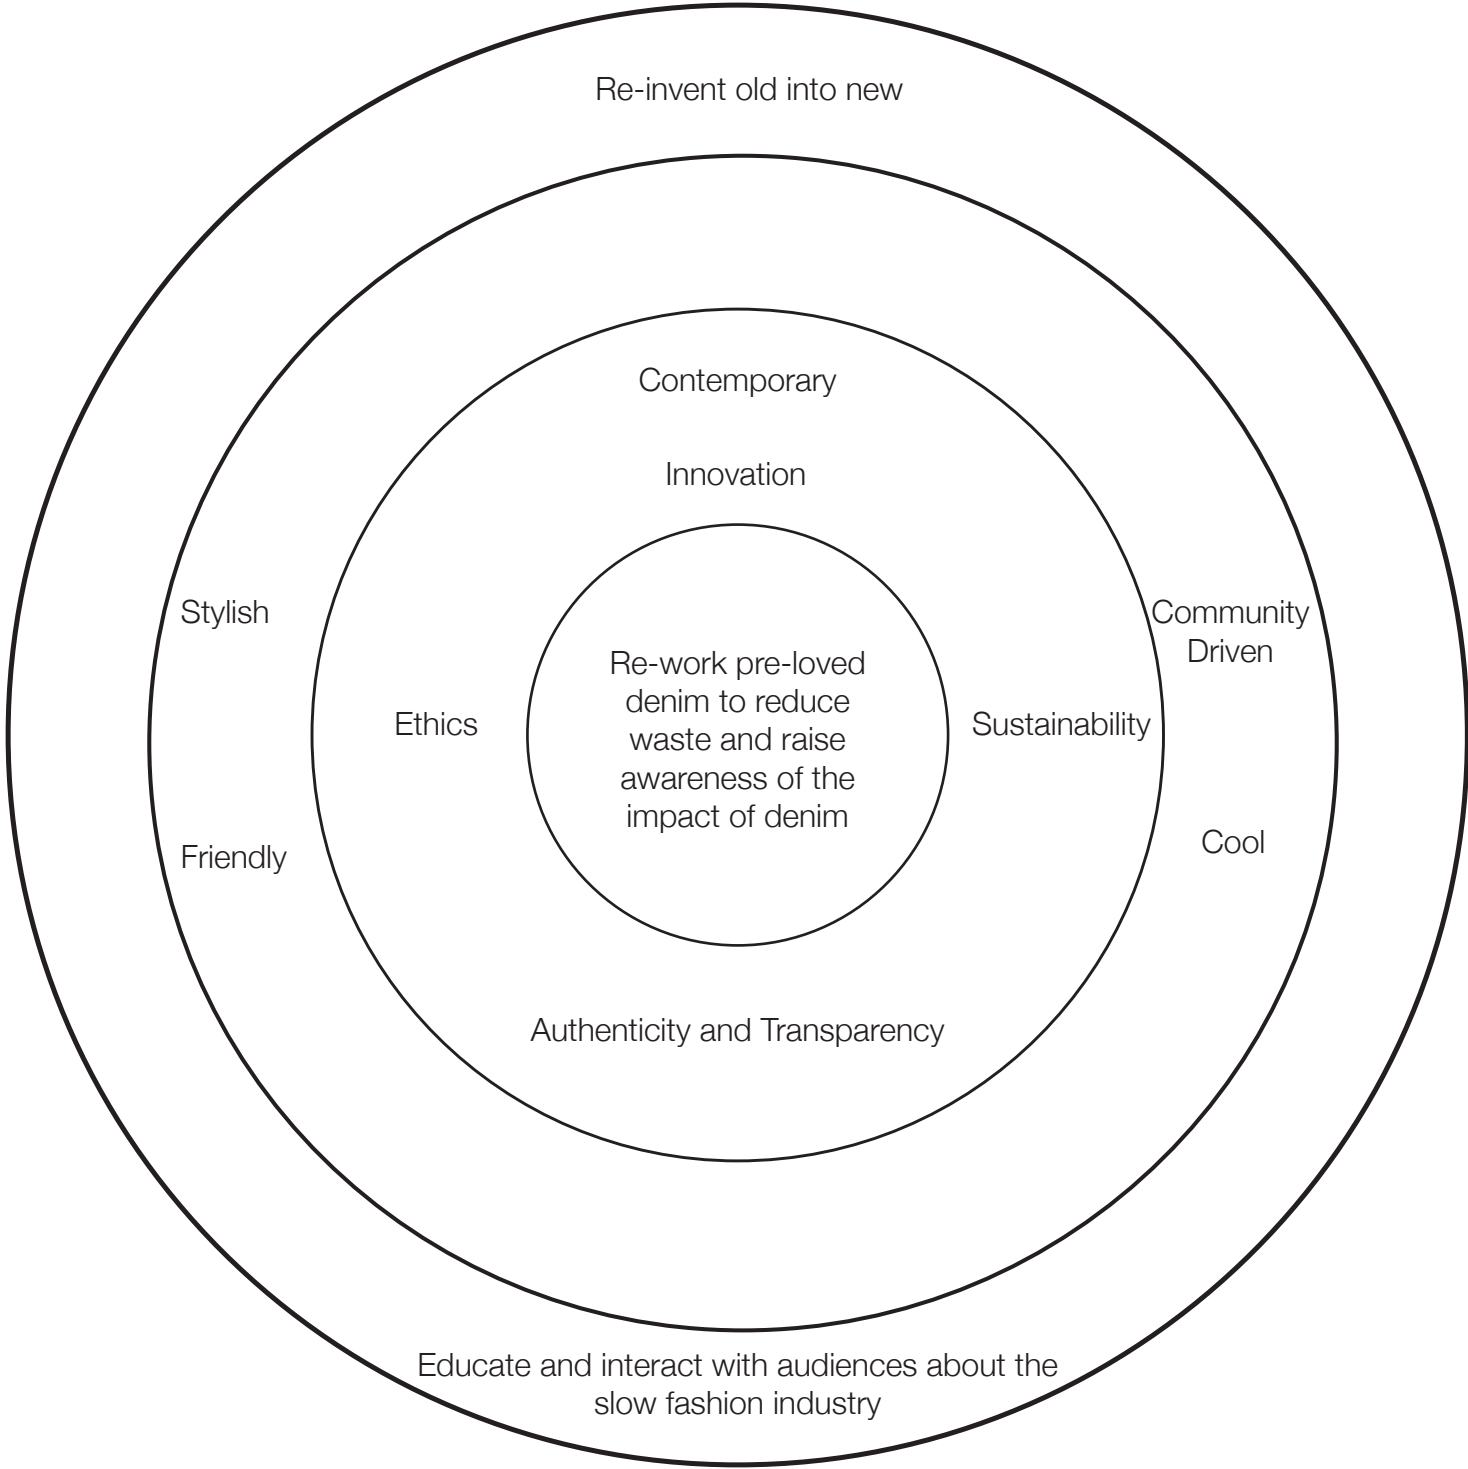 Re-invent old into new
Contemporary
Innovation
Stylish
Community
Driven
Re-work pre-loved
denim to reduce
waste and raise
awareness of the
impact of denim
Ethics
Sustainability
Friendly
Cool
Authenticity and Transparency
Educate and interact with audiences about the
slow fashion industry